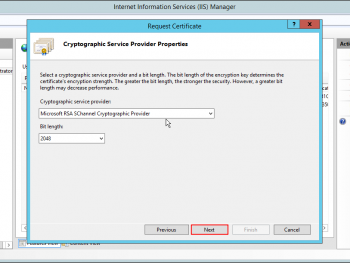 Internet Information Services (IIS) Manager
Request Certificate
Cryptographic Service Provider Properties
Select a cryptographic service provider and a bit length. The bit length of the encryption key determines the
certificate's encryption strength. The greater the bit length, the stronger the security. However, a greater bit
length may decrease performance.
Cryptographic service provider:
Microsoft RSA SChannel Cryptographic Provider
Bit length:
2048
Previous
Next
Finish
Cancel